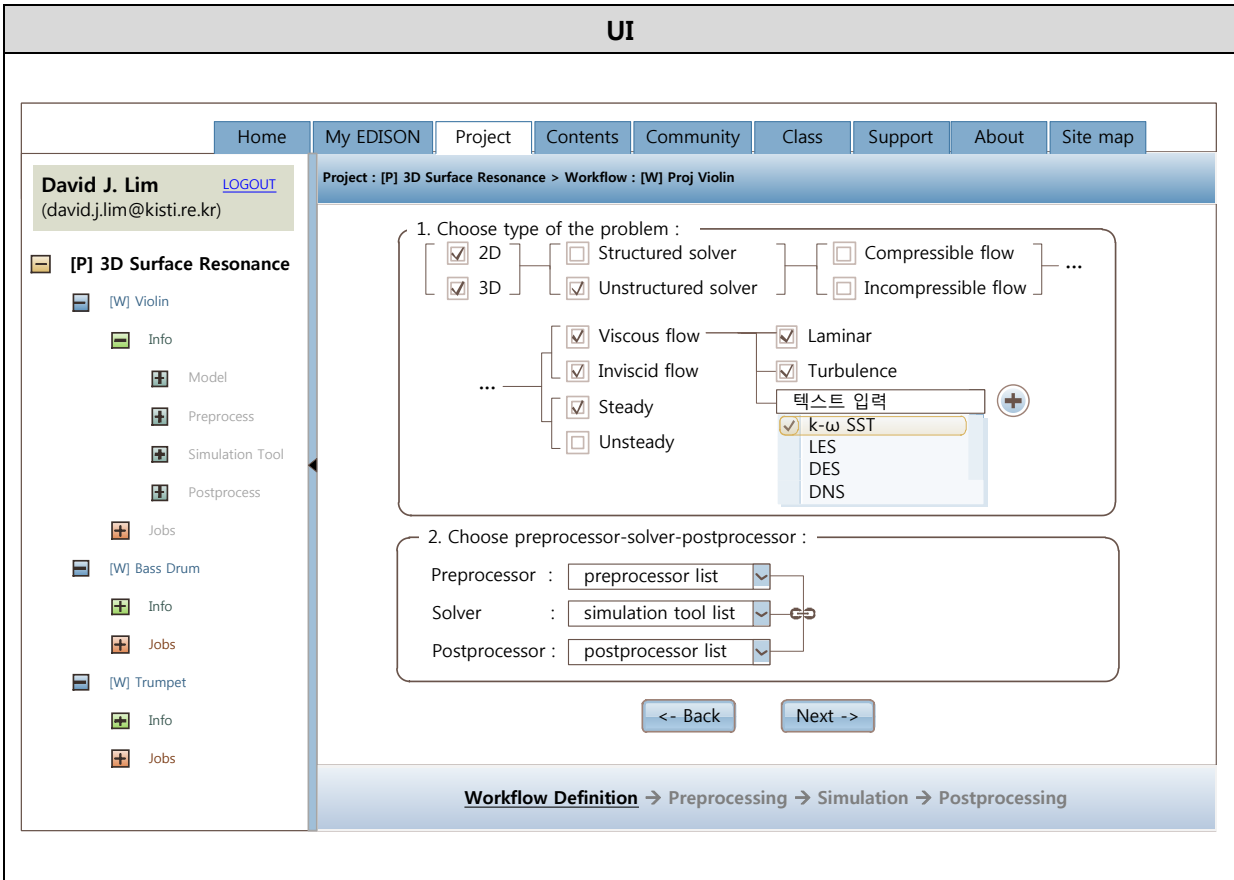 UI
Home My EDISON Project Contents Community Class Support About Site map
David J. Lim LOGOUT
(david.j.lim@kisti.re.kr)
Project : [P] 3D Surface Resonance > Workflow : [W] Proj Violin
[P] 3D Surface Resonance
[W] Violin
Info
Model
Preprocess
Simulation Tool
Postprocess
Jobs
[W] Bass Drum
Info
Jobs
[W] Trumpet
Info
Jobs
1. Choose type of the problem :
2D Structured solver Compressible flow
...
3D Unstructured solver Incompressible flow
Viscous flow Laminar
Inviscid flow Turbulence
...
Steady 텍스트 입력
k-ω SST
Unsteady LES
DES
DNS
2. Choose preprocessor-solver-postprocessor :
Preprocessor : preprocessor list
Solver : simulation tool list
Postprocessor : postprocessor list
<- Back Next ->
Workflow Definition → Preprocessing → Simulation → Postprocessing